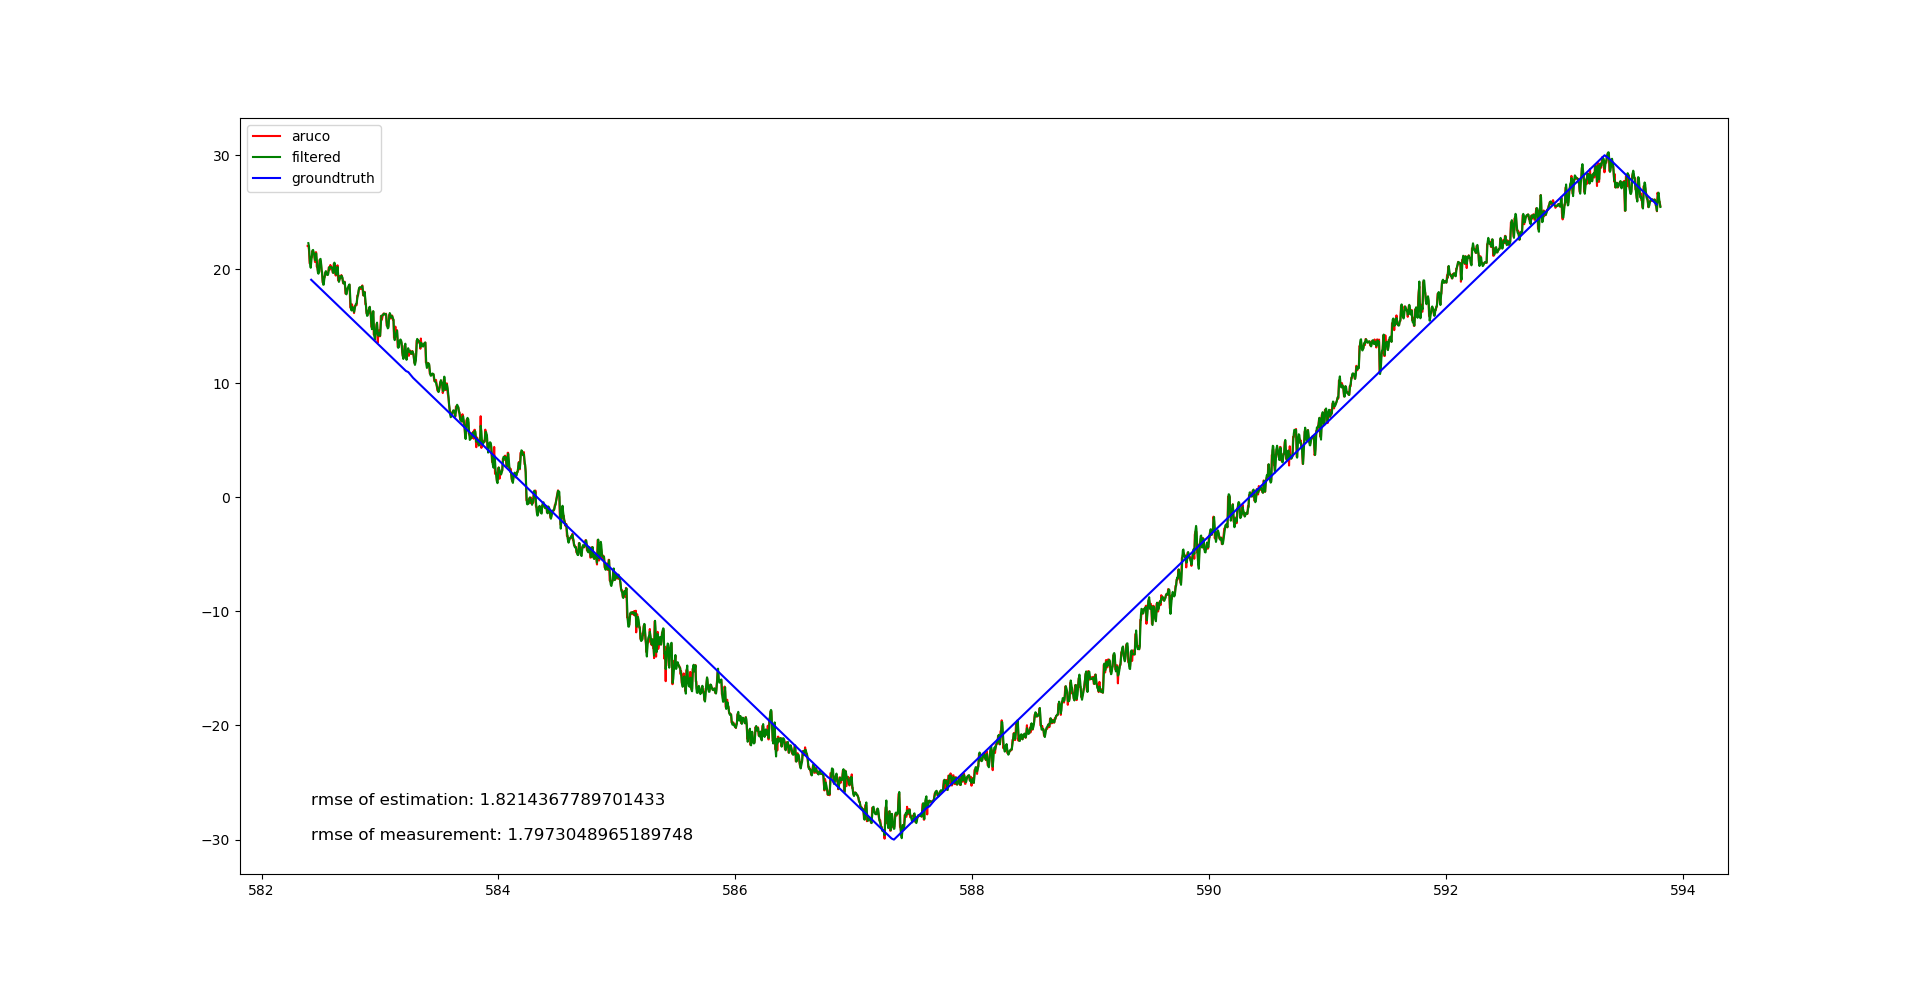 aruco
filtered
groundtruth
30
20
10
0
−10
−20
−30
rmse of estimation: 1.8214367789701433
rmse of measurement: 1.7973048965189748
582 584 586 588 590 592 594